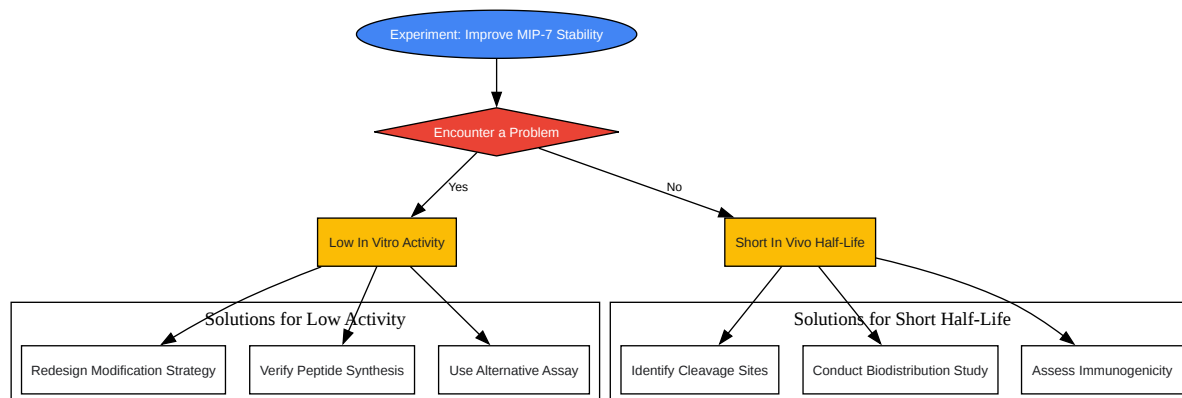 Experiment: Improve MIP-7 Stability
Encounter a Problem
Yes
No
Low In Vitro Activity
Short In Vivo Half-Life
Solutions for Low Activity
Solutions for Short Half-Life
Redesign Modification Strategy
Verify Peptide Synthesis
Use Alternative Assay
Identify Cleavage Sites
Conduct Biodistribution Study
Assess Immunogenicity